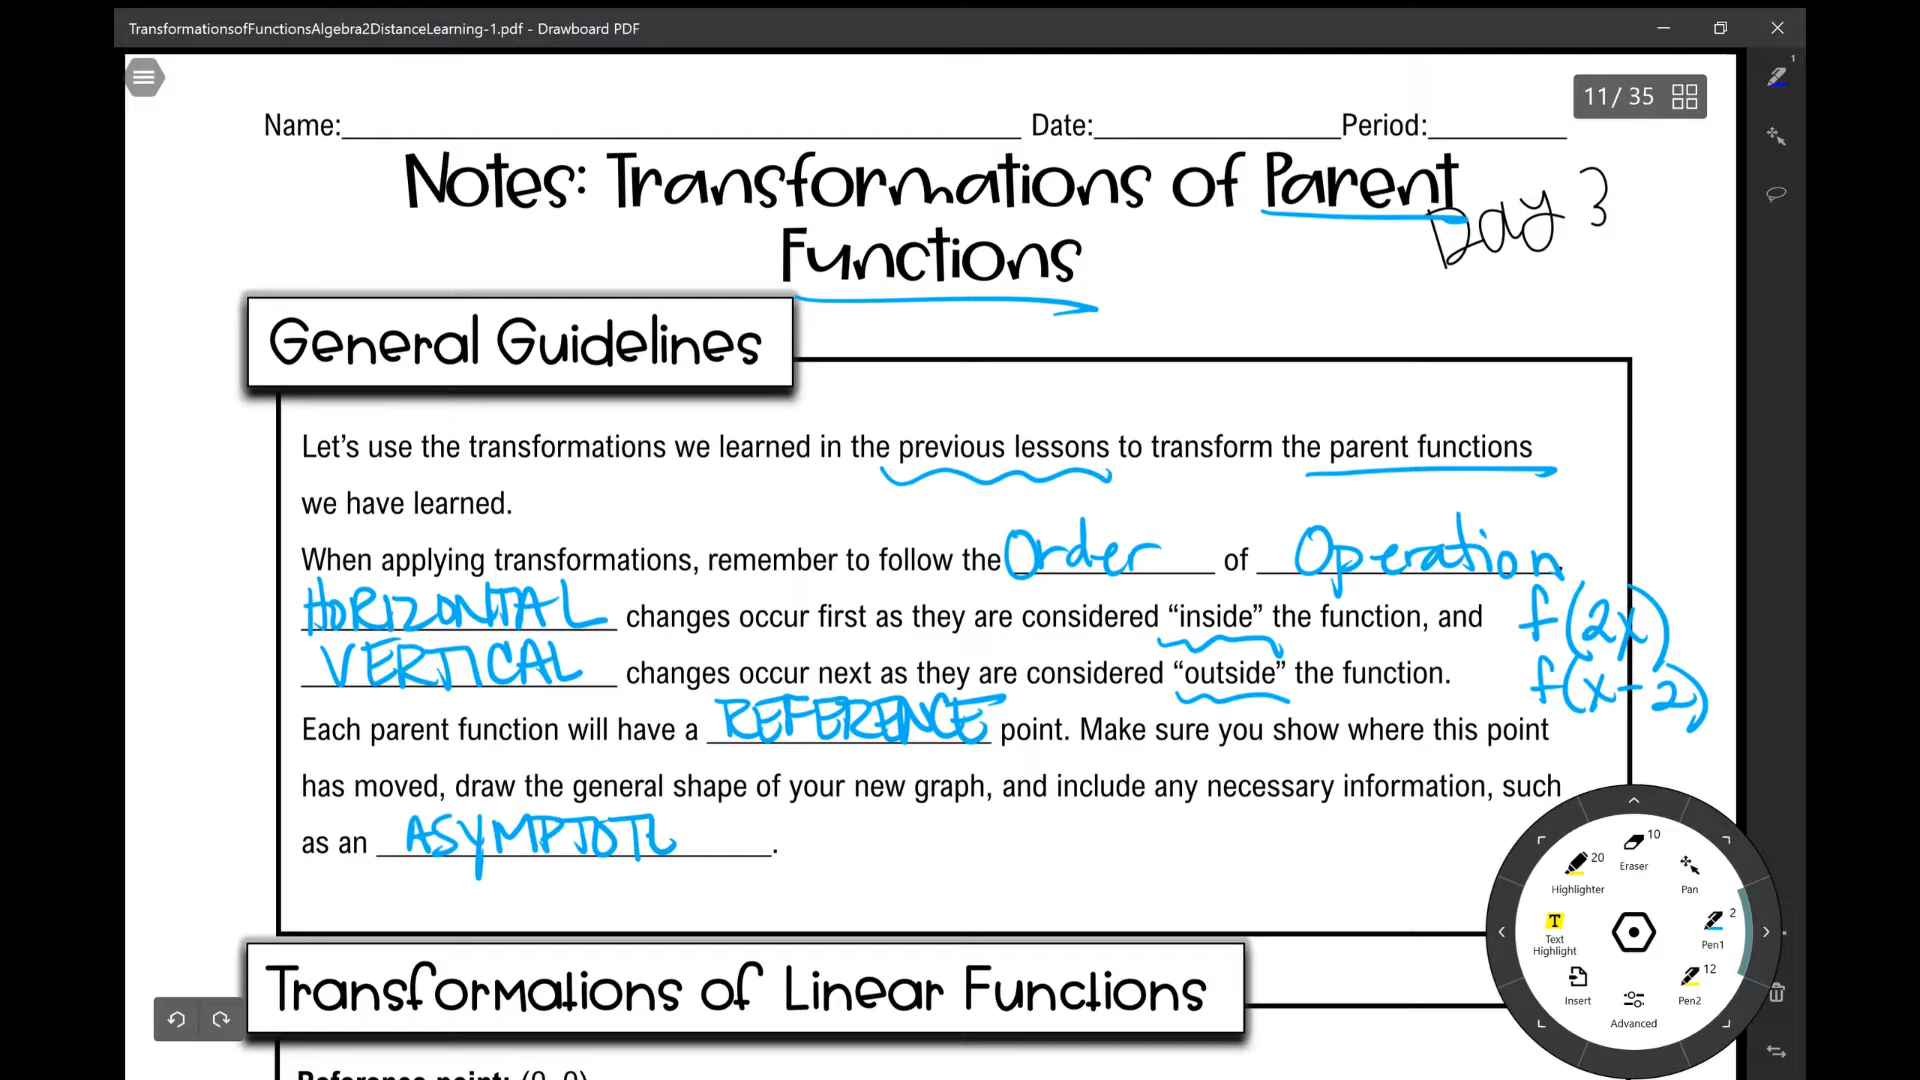 TransformationsofFunctionsAlgebra2DistanceLearning-1.pdf - Drawboard PDF
1
11 / 35
Name: Date: Period:
Notes: Transformations of Parent
Functions
Day 3
General Guidelines
Let's use the transformations we learned in the previous lessons to transform the parent functions
we have learned.
When applying transformations, remember to follow the Order of Operation.
HORIZONTAL changes occur first as they are considered “inside” the function, and
f(2x)
VERTICAL changes occur next as they are considered “outside” the function.
f(x-2)
Each parent function will have a REFERENCE point. Make sure you show where this point
has moved, draw the general shape of your new graph, and include any necessary information, such
as an ASYMPTOTE.
10
Eraser
20
Highlighter
Pan
T
Text
Highlight
2
Pen1
Insert
12
Pen2
Advanced
Transformations of Linear Functions
Reference point: (0, 0)